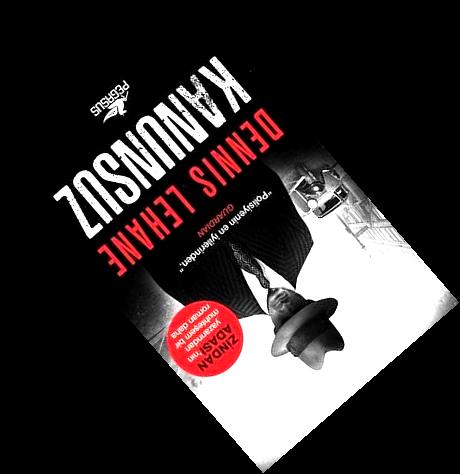 ZİNDAN
ADASI'nın
yazarından
muhteşem bir
roman daha
"Polisiyenin en iyilerinden."
GUARDIAN
DENNIS LEHANE
KANUNSUZ
PEGASUS